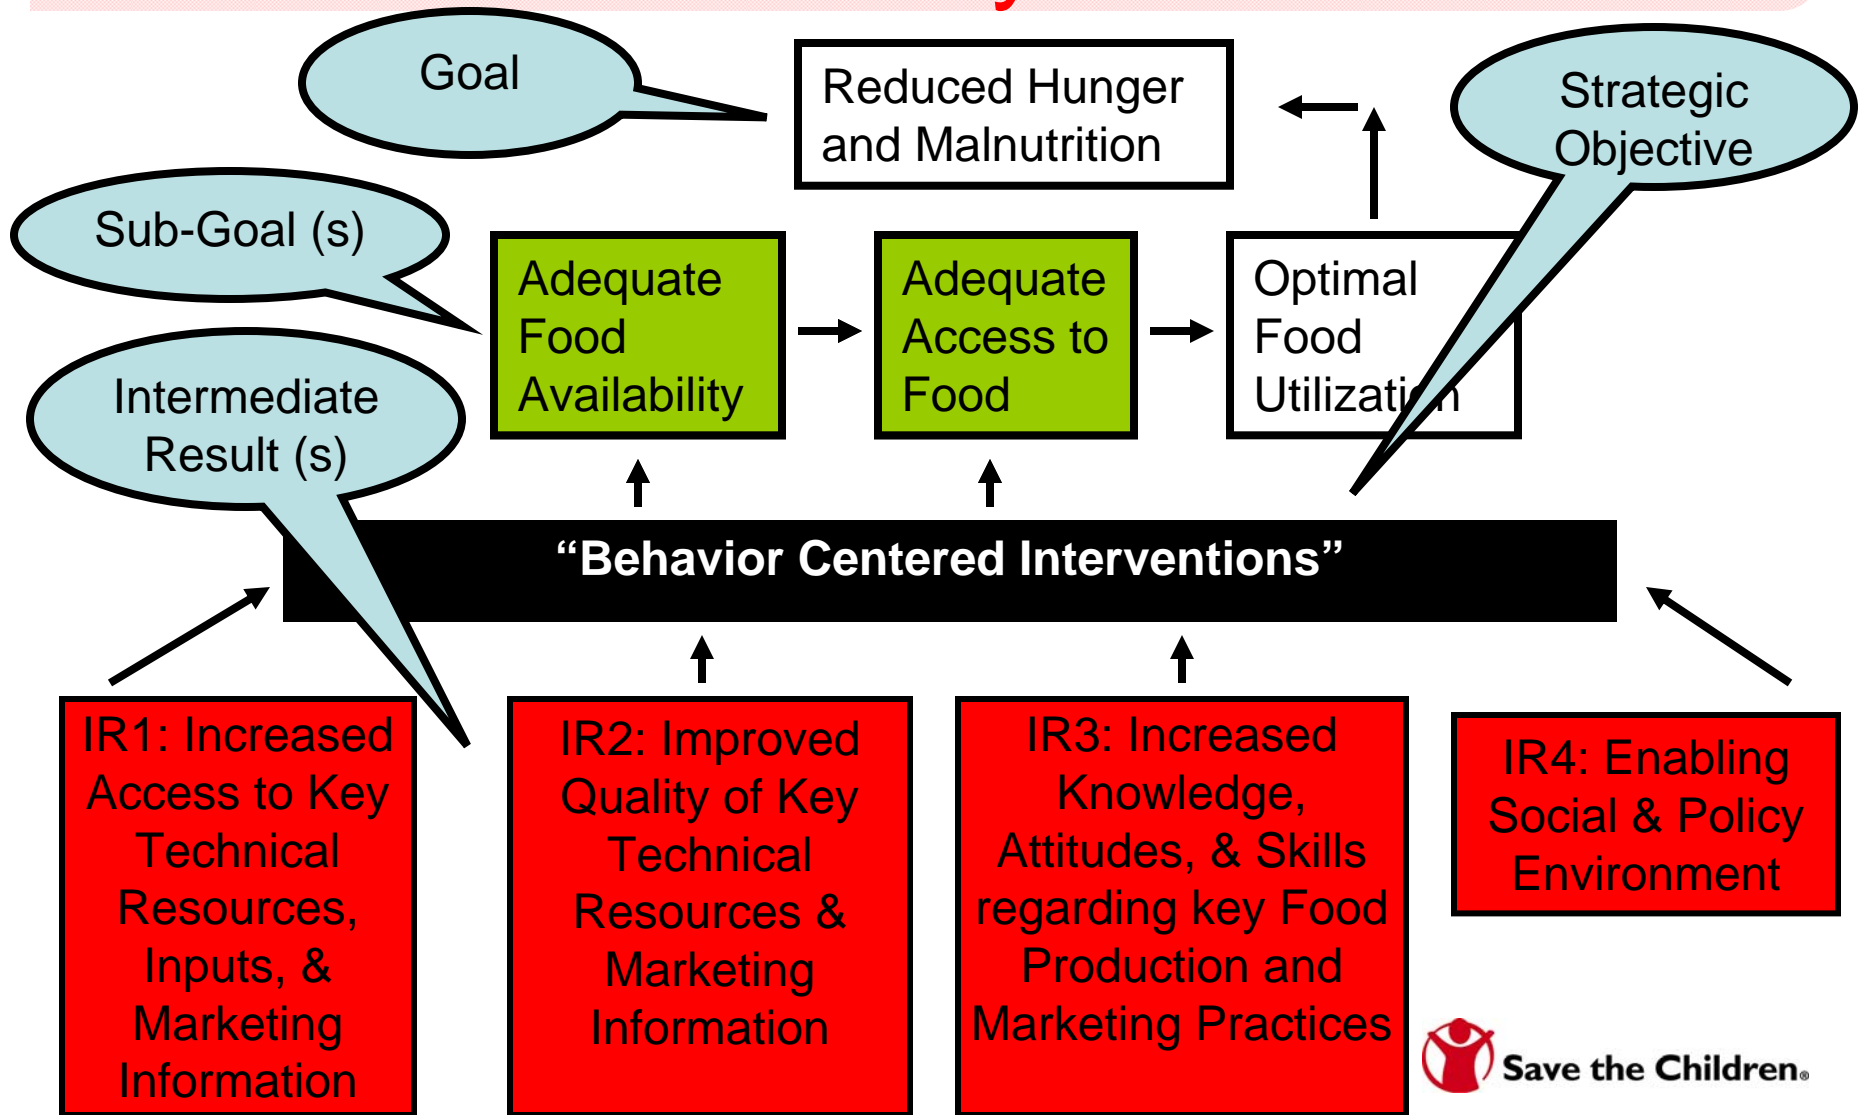 Goal
Reduced Hunger
and Malnutrition
Strategic
Objective
Sub-Goal (s)
Adequate
Food
Availability
Adequate
Access to
Food
Optimal
Food
Utilization
Intermediate
Result (s)
“Behavior Centered Interventions”
IR1: Increased
Access to Key
Technical
Resources,
Inputs, &
Marketing
Information
IR2: Improved
Quality of Key
Technical
Resources &
Marketing
Information
IR3: Increased
Knowledge,
Attitudes, & Skills
regarding key Food
Production and
Marketing Practices
IR4: Enabling
Social & Policy
Environment
Save the Children®